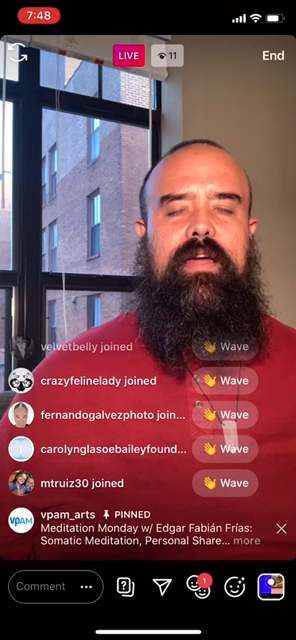 7:48
LIVE
11
End
velvetbelly joined
👋 Wave
crazyfelinelady joined
👋 Wave
fernandogalvezphoto join...
👋 Wave
carolynglasoebaileyfound...
👋 Wave
mtruiz30 joined
👋 Wave
VPAM
vpam_arts PINNED
Meditation Monday w/ Edgar Fabián Frías:
Somatic Meditation, Personal Share... more
Comment
1